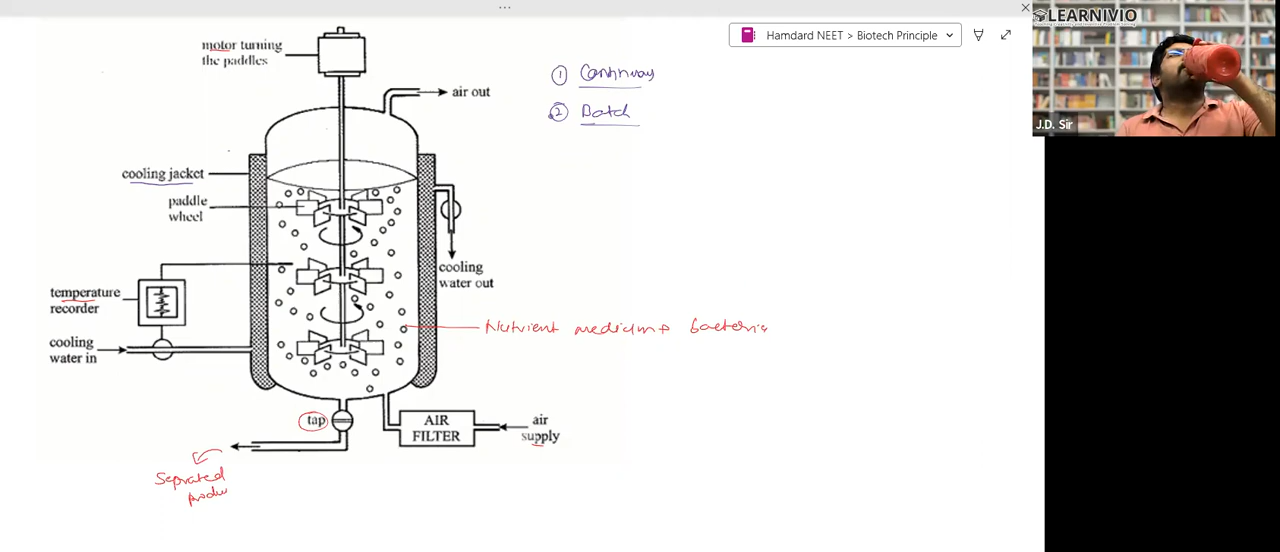 Hamdard NEET > Biotech Principle
LEARNIVIO
J.D. Sir
motor turning
the paddles
air out
① Continuous
② Batch
cooling jacket
paddle
wheel
cooling
water out
temperature
recorder
Nutrient medium + bacteria
cooling
water in
tap
AIR
FILTER
air
supply
Seprated
produ